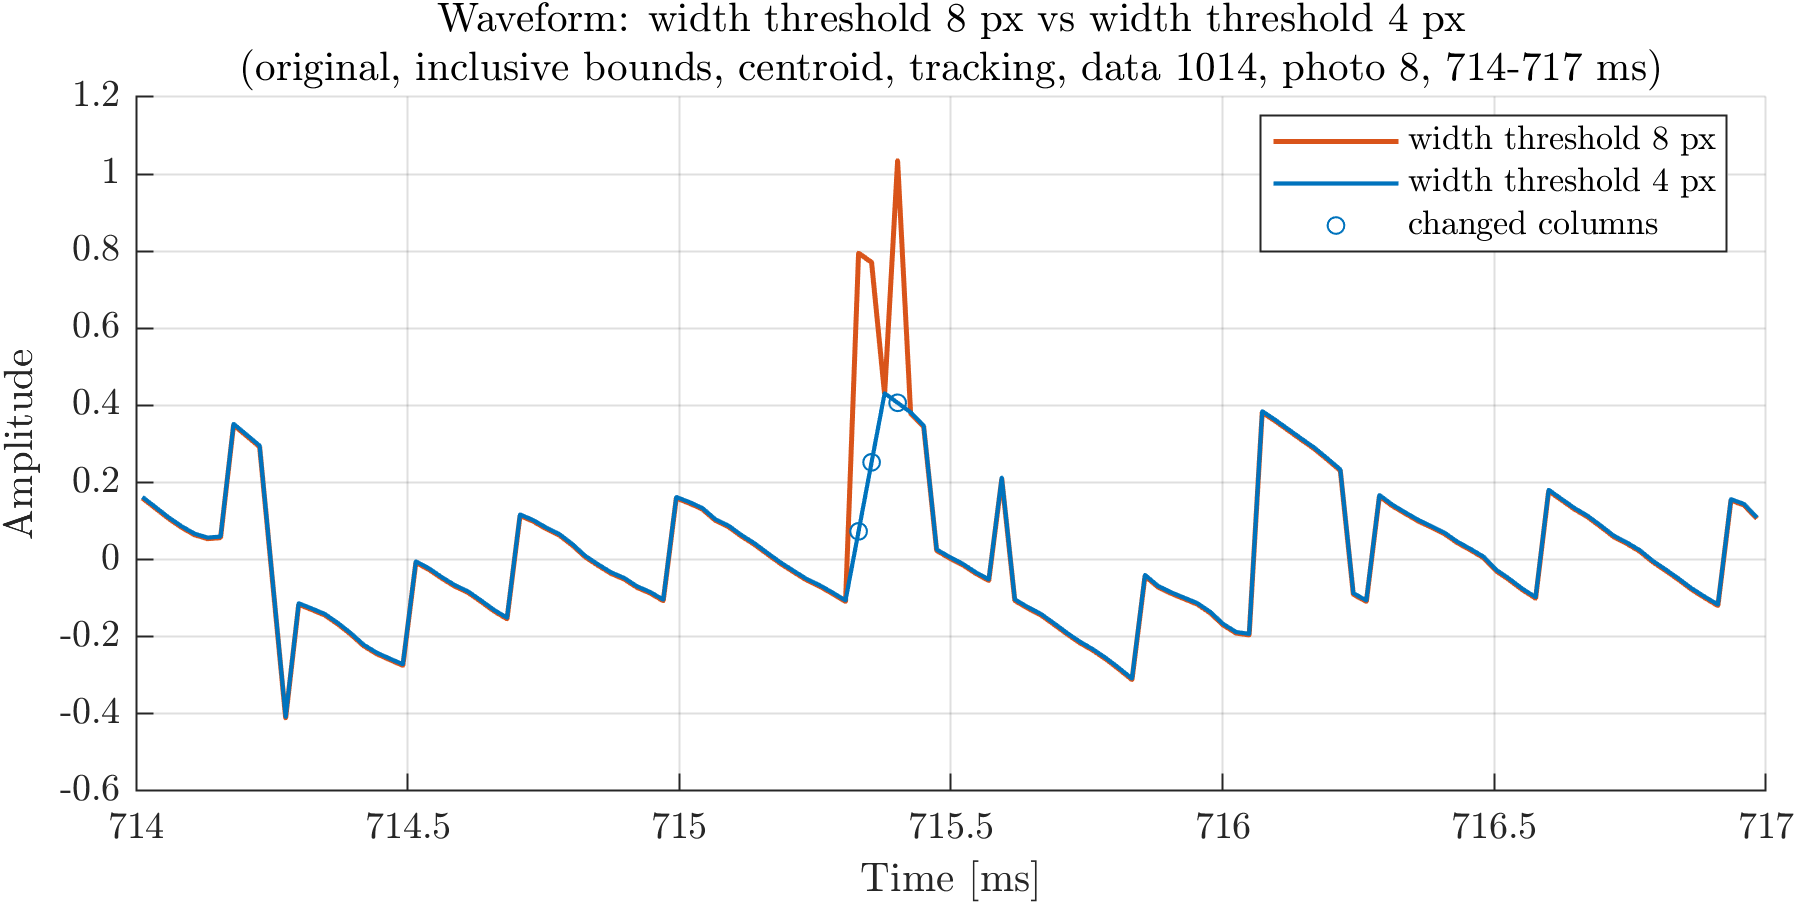 Waveform: width threshold 8 px vs width threshold 4 px
(original, inclusive bounds, centroid, tracking, data 1014, photo 8, 714-717 ms)
width threshold 8 px
width threshold 4 px
changed columns
Amplitude
1.2
1
0.8
0.6
0.4
0.2
0
-0.2
-0.4
-0.6
714
714.5
715
715.5
716
716.5
717
Time [ms]